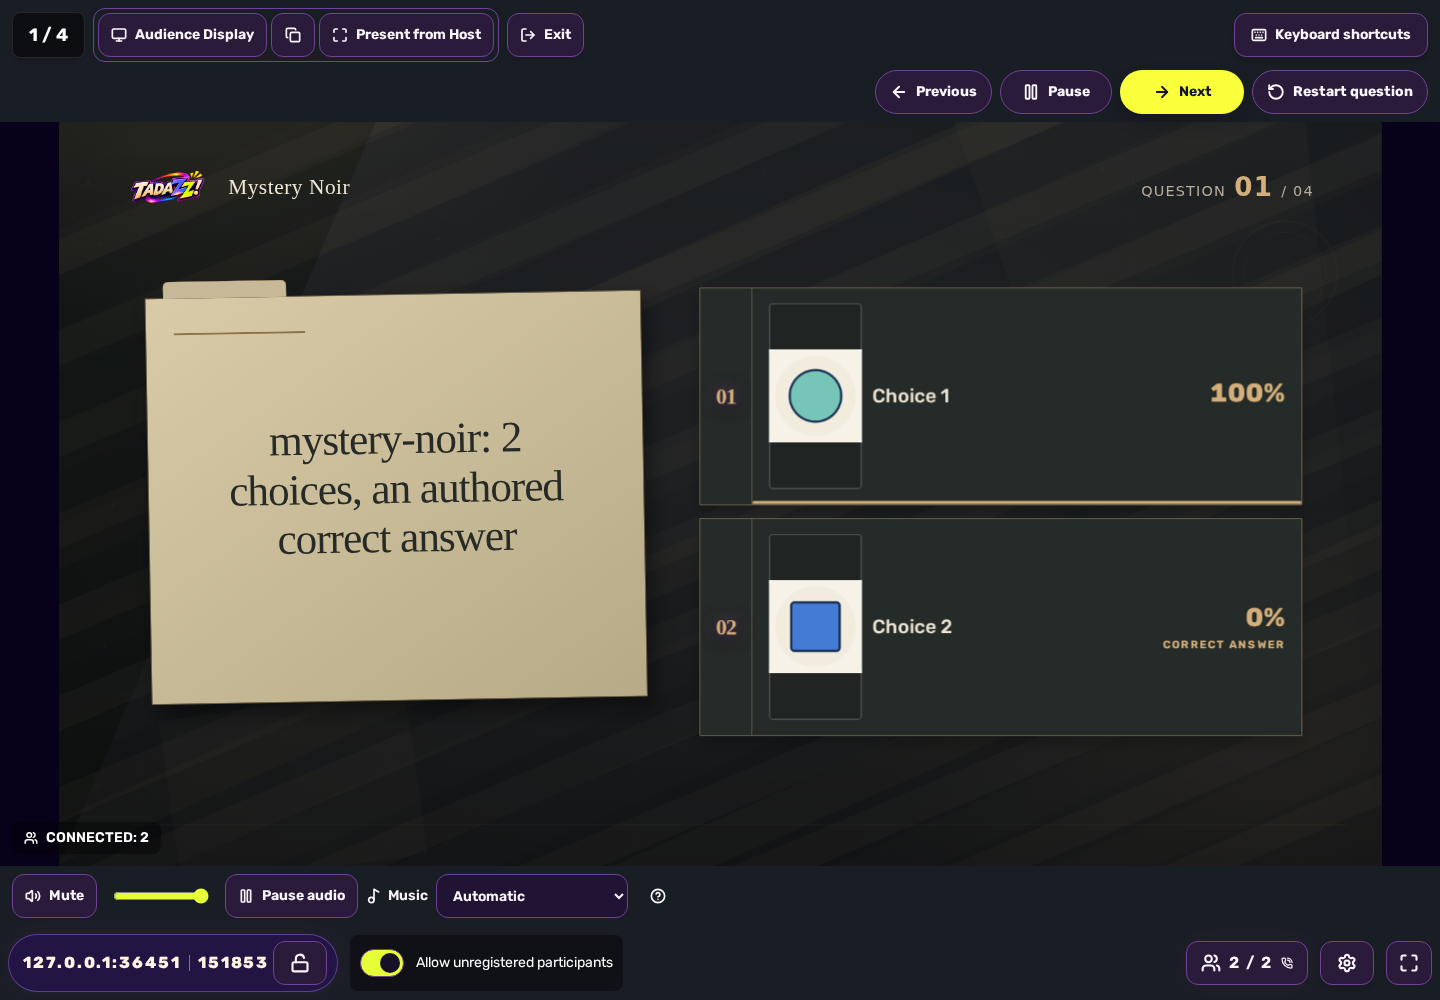 1 / 4
Audience Display
Present from Host
Exit
Keyboard shortcuts
Previous
Pause
Next
Restart question
TADAZZ!
Mystery Noir
QUESTION 01 / 04
mystery-noir: 2
choices, an authored
correct answer
01
Choice 1
100%
02
Choice 2
0%
CORRECT ANSWER
CONNECTED: 2
Mute
Pause audio
Music
Automatic
127.0.0.1:36451
151853
Allow unregistered participants
2 / 2